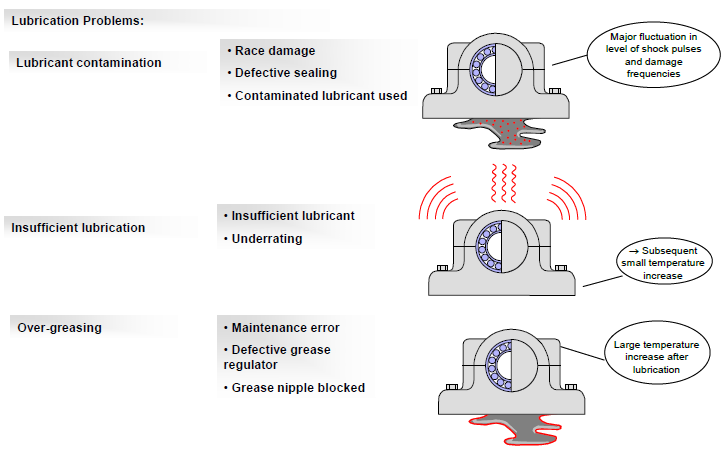 Lubrication Problems:
Lubricant contamination
• Race damage
• Defective sealing
• Contaminated lubricant used
Major fluctuation in
level of shock pulses
and damage
frequencies
Insufficient lubrication
• Insufficient lubricant
• Underrating
→ Subsequent
small temperature
increase
Over-greasing
• Maintenance error
• Defective grease
regulator
• Grease nipple blocked
Large temperature
increase after
lubrication